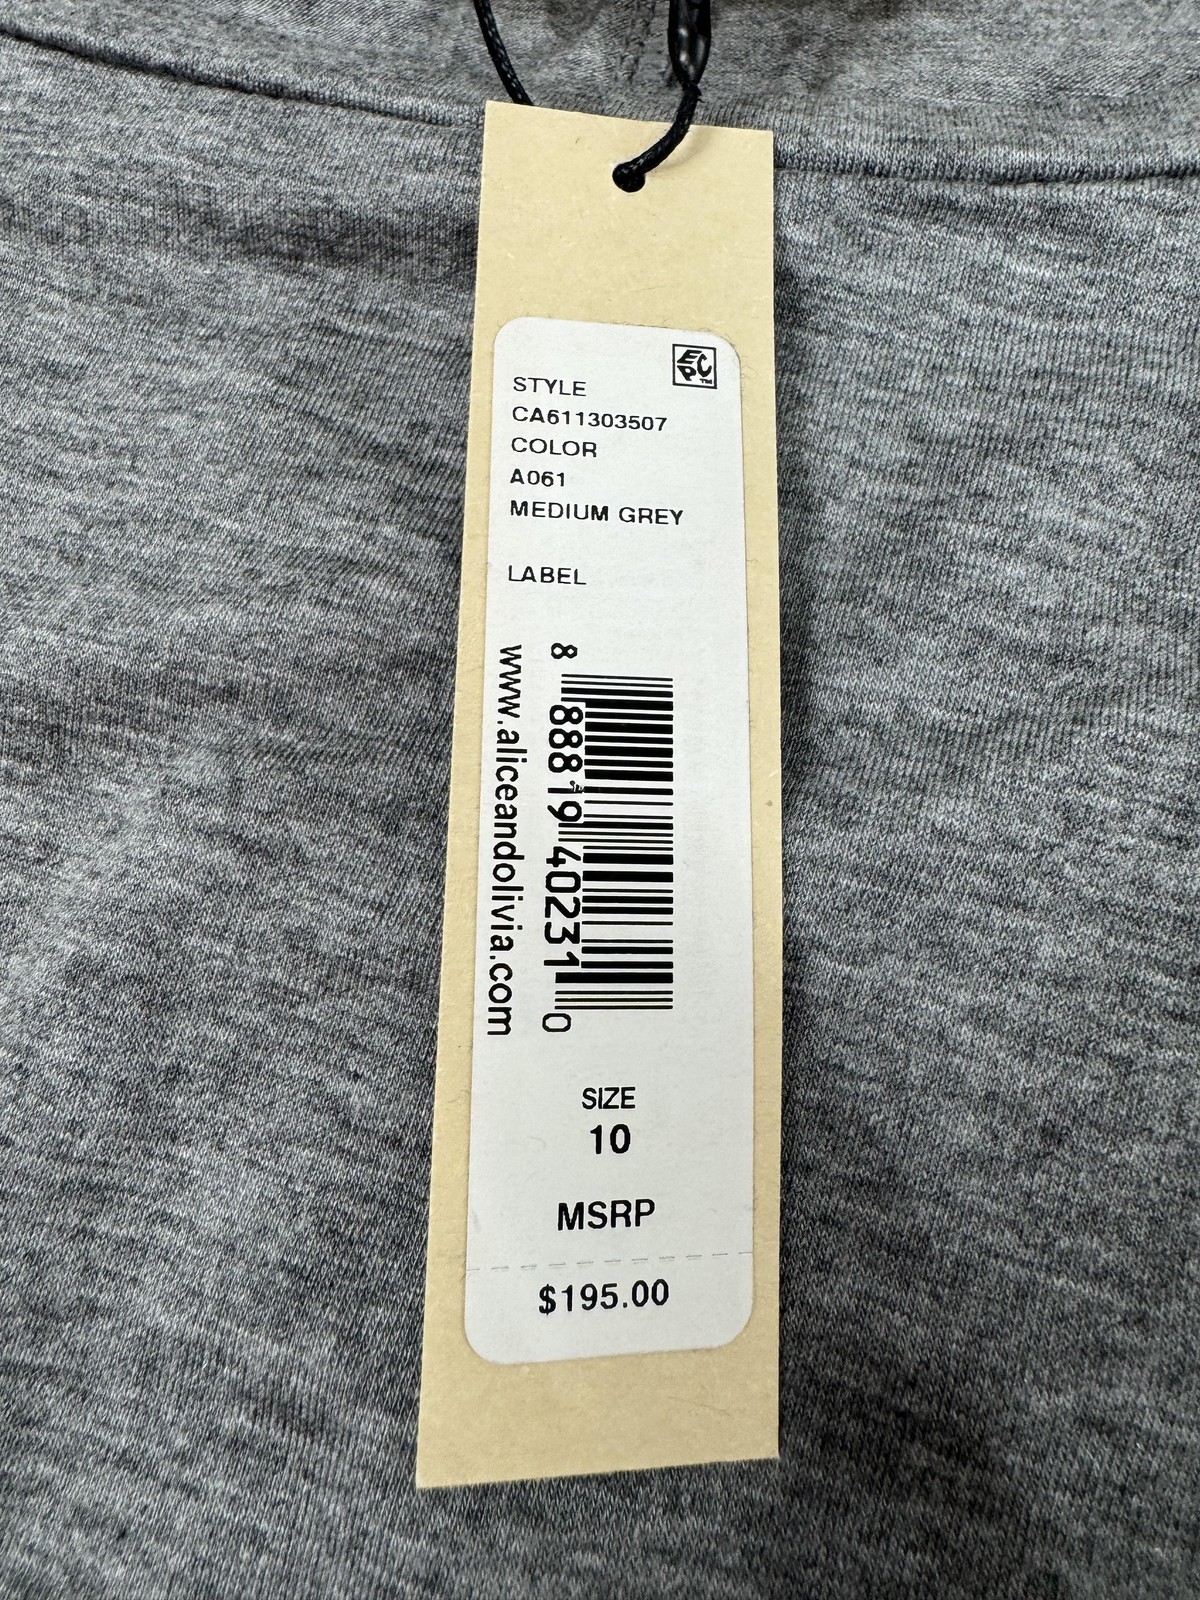 ECP™
STYLE
CA611303507
COLOR
A061
MEDIUM GREY
LABEL
8 88819 40231 0
www.aliceandolivia.com
SIZE
10
MSRP
$195.00